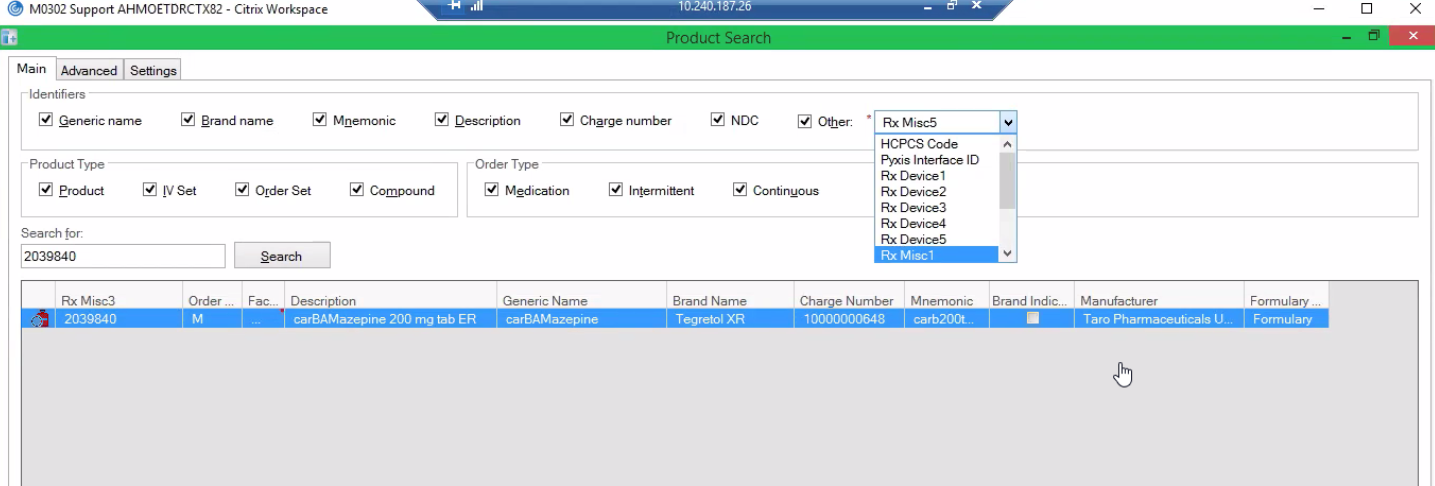 M0302 Support AHMOETDRCTX82 - Citrix Workspace
10.240.187.26
Product Search
Main Advanced Settings
Identifiers
Generic name Brand name Mnemonic Description Charge number NDC Other: * Rx Misc5
HCPCS Code
Pyxis Interface ID
Rx Device1
Rx Device2
Rx Device3
Rx Device4
Rx Device5
Rx Misc1
Product Type
Product IV Set Order Set Compound
Order Type
Medication Intermittent Continuous
Search for:
2039840 Search
Rx Misc3 Order ... Fac... Description Generic Name Brand Name Charge Number Mnemonic Brand Indic... Manufacturer Formulary ...
2039840 M ... carBAMazepine 200 mg tab ER carBAMazepine Tegretol XR 10000000648 carb200t... Taro Pharmaceuticals U... Formulary